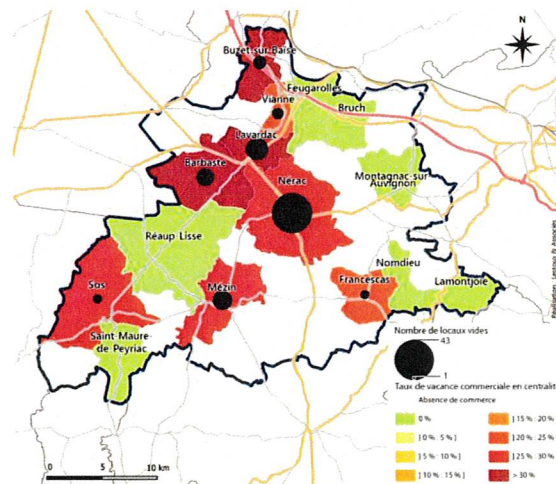 N
Buzet-sur-Baïse
Feugarolles
Vianne
Bruch
Lavardac
Barbaste
Montagnac-sur
Auvignon
Nérac
Réaup-Lisse
Nomdieu
Sos
Mézin
Francescas
Lamontjoie
Saint-Maure-
de Peyriac
Nombre de locaux vides
43
1
Taux de vacance commerciale en centralité
Absence de commerce
0 %
] 0% : 5 % ]
] 5% : 10 % ]
] 10% : 15% ]
] 15 % : 20 %
] 20% : 25 %
] 25 % : 30 %
> 30 %
0 5 10 km